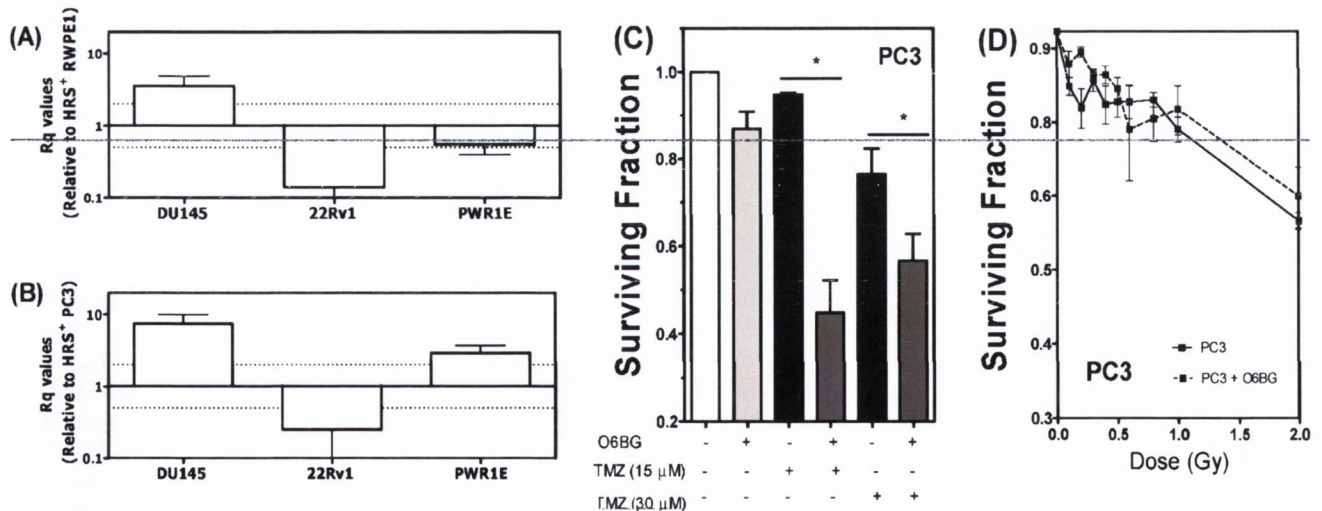 (A)
Rq values
(Relative to HRS+ RWPE1)
10
1
0.1
DU145 22Rv1 PWR1E
(B)
Rq values
(Relative to HRS+ PC3)
10
1
0.1
DU145 22Rv1 PWR1E
(C)
PC3
Surviving Fraction
1.0
0.8
0.6
0.4
0.2
*
*
O6BG - + - + - +
TMZ (15 µM) - - + + - -
TMZ (30 µM) - - - - + +
(D)
Surviving Fraction
0.9
0.8
0.6
0.5
0.4
0.3
PC3
PC3
PC3 + O6BG
0.0 0.5 1.0 1.5 2.0
Dose (Gy)